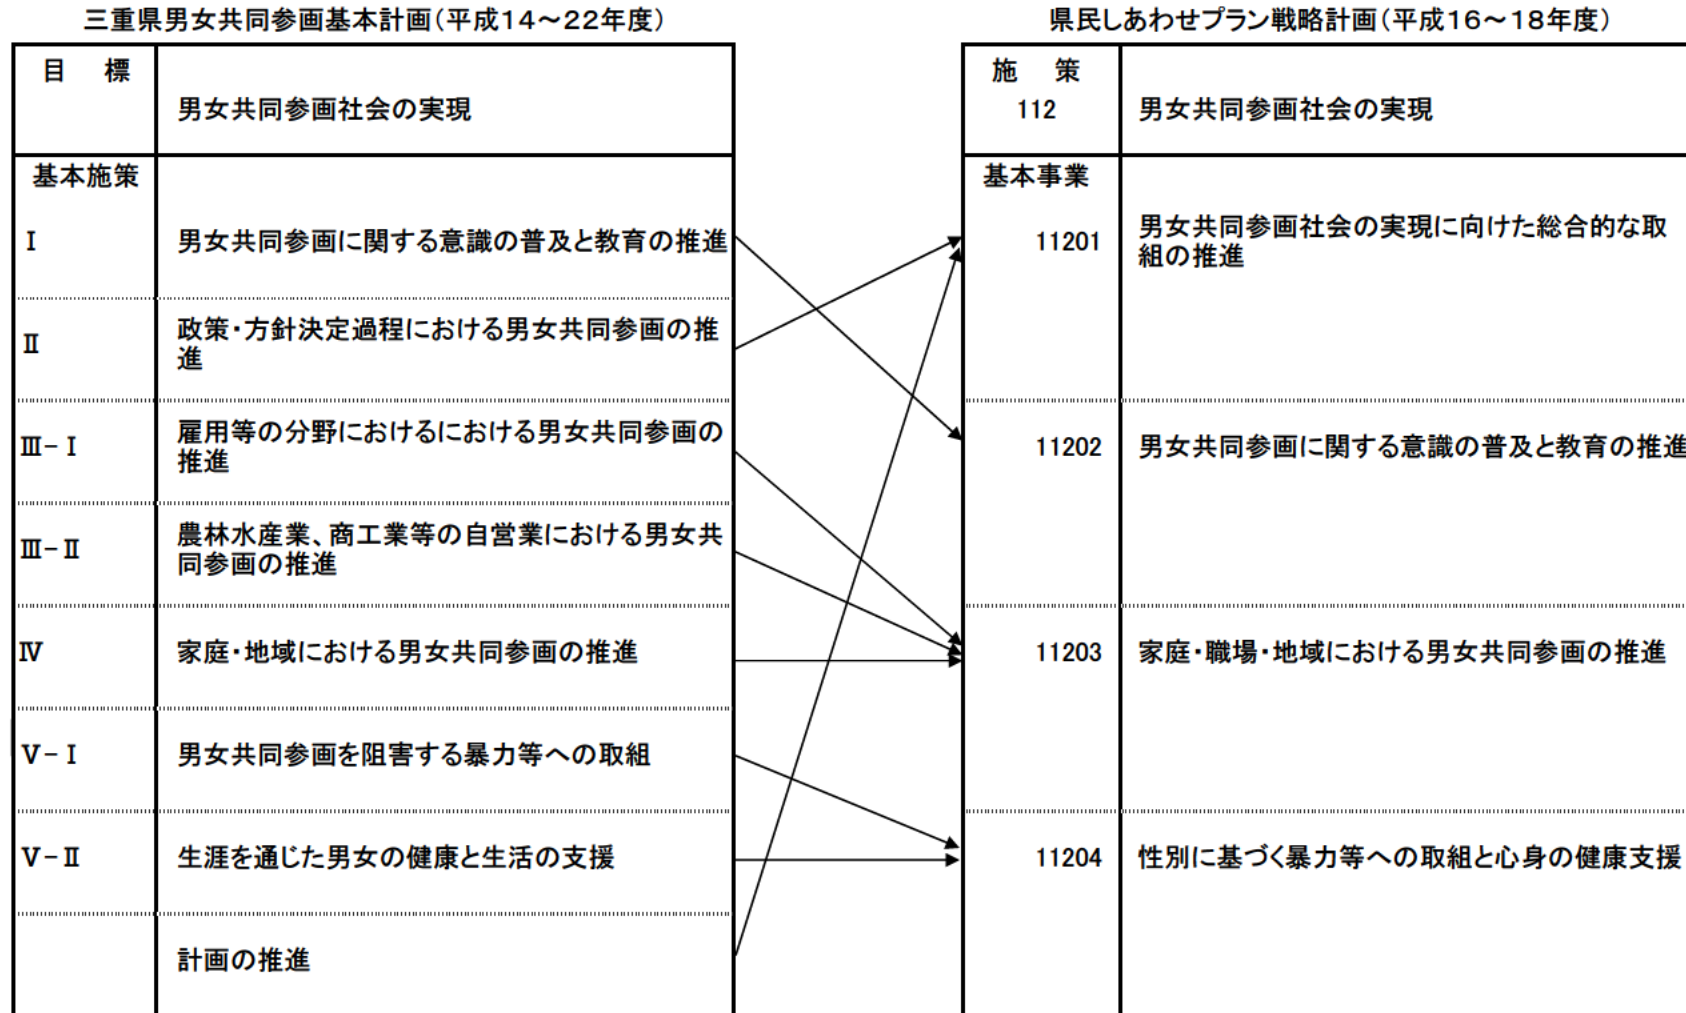 三重県男女共同参画基本計画(平成14～22年度)
目　標
男女共同参画社会の実現
基本施策
Ⅰ
男女共同参画に関する意識の普及と教育の推進
Ⅱ
政策・方針決定過程における男女共同参画の推
進
Ⅲ-Ⅰ
雇用等の分野におけるにおける男女共同参画の
推進
Ⅲ-Ⅱ
農林水産業、商工業等の自営業における男女共
同参画の推進
Ⅳ
家庭・地域における男女共同参画の推進
Ⅴ-Ⅰ
男女共同参画を阻害する暴力等への取組
Ⅴ-Ⅱ
生涯を通じた男女の健康と生活の支援
計画の推進
県民しあわせプラン戦略計画(平成16～18年度)
施　策
112
男女共同参画社会の実現
基本事業
11201
男女共同参画社会の実現に向けた総合的な取
組の推進
11202
男女共同参画に関する意識の普及と教育の推進
11203
家庭・職場・地域における男女共同参画の推進
11204
性別に基づく暴力等への取組と心身の健康支援